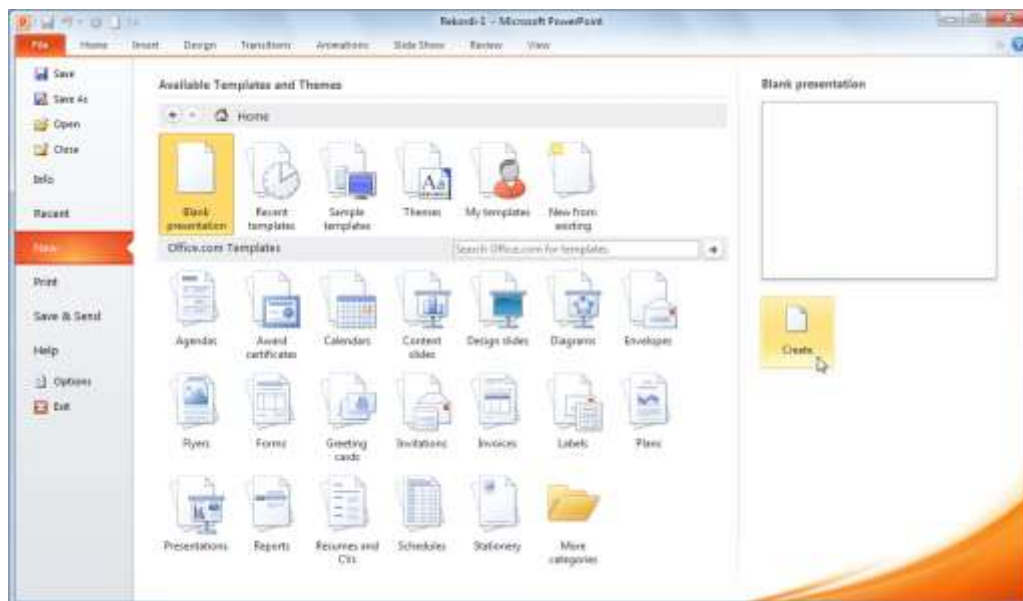 Rekordi-1 - Microsoft PowerPoint
File Home Insert Design Transitions Animations Slide Show Review View
Save
Save As
Open
Close
Info
Recent
New
Print
Save & Send
Help
Options
Exit
Available Templates and Themes
Home
Blank presentation
Recent templates
Sample templates
Themes
My templates
New from existing
Office.com Templates
Search Office.com for templates
Agendas
Award certificates
Calendars
Content slides
Design slides
Diagrams
Envelopes
Flyers
Forms
Greeting cards
Invitations
Invoices
Labels
Plans
Presentations
Reports
Resumes and CVs
Schedules
Stationery
More categories
Blank presentation
Create